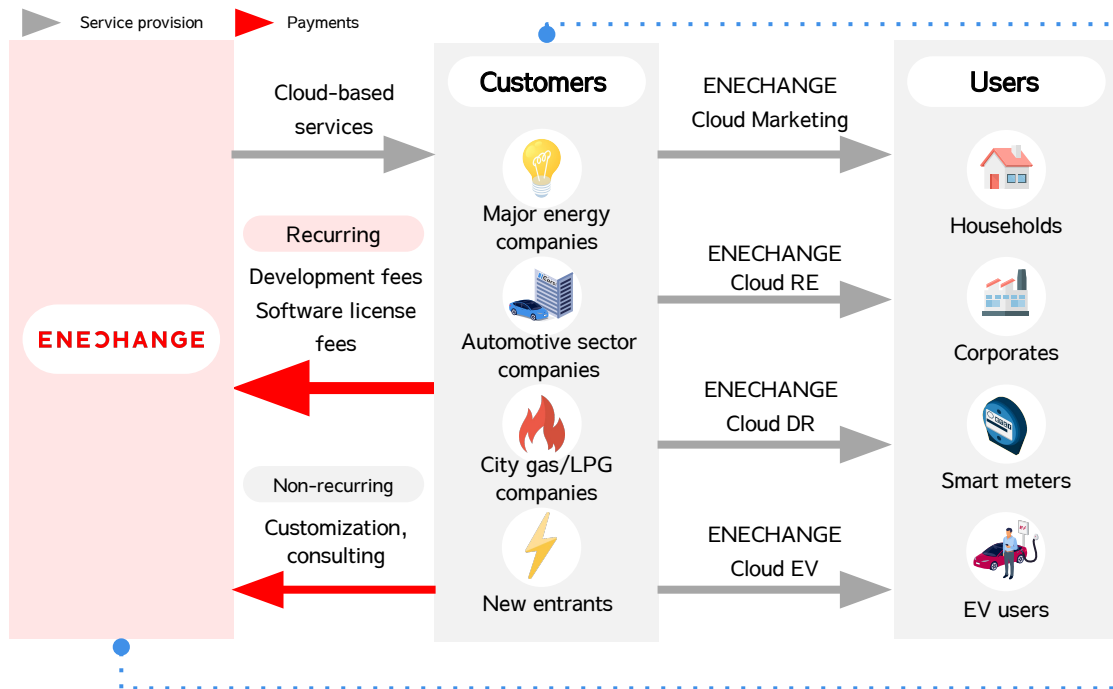 Service provision
Payments
Cloud-based
services
Recurring
Development fees
Software license
fees
ENECHANGE
Non-recurring
Customization,
consulting
Customers
Major energy
companies
Automotive sector
companies
City gas/LPG
companies
New entrants
ENECHANGE
Cloud Marketing
ENECHANGE
Cloud RE
ENECHANGE
Cloud DR
ENECHANGE
Cloud EV
Users
Households
Corporates
Smart meters
EV users